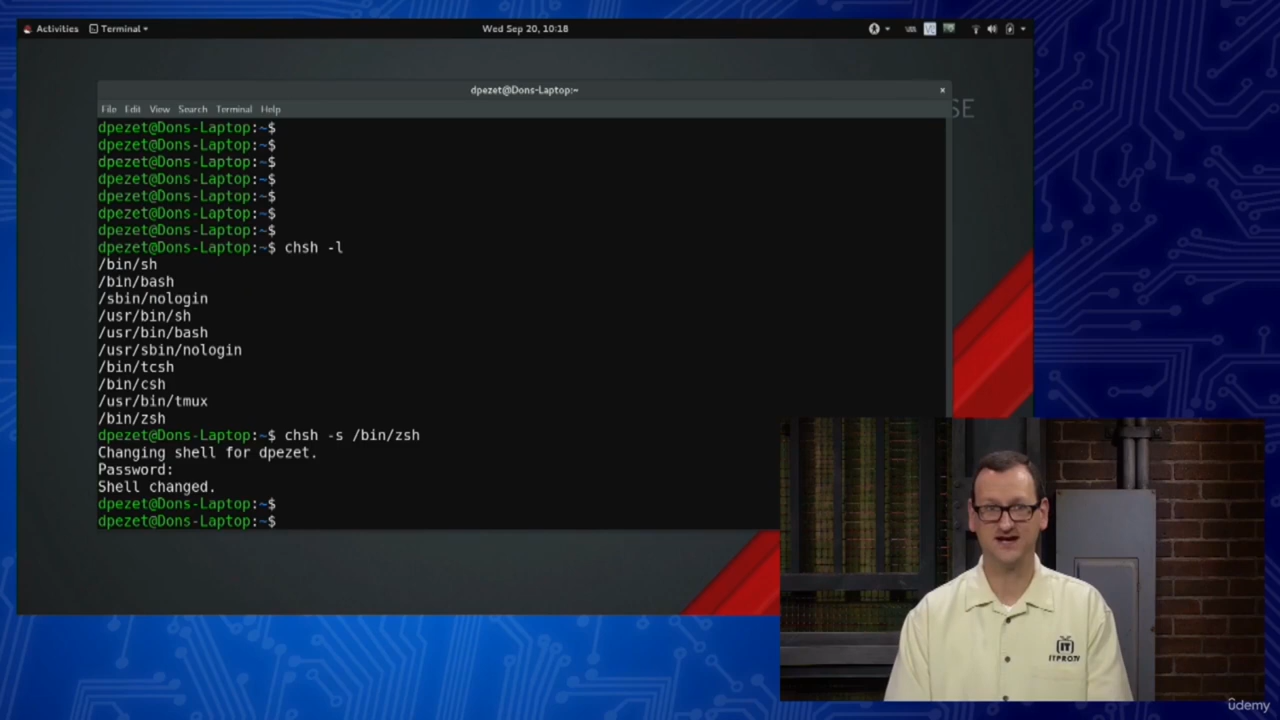 Activities Terminal Wed Sep 20, 10:18
SE
dpezet@Dons-Laptop:~ ×
File Edit View Search Terminal Help
dpezet@Dons-Laptop:~$
dpezet@Dons-Laptop:~$
dpezet@Dons-Laptop:~$
dpezet@Dons-Laptop:~$
dpezet@Dons-Laptop:~$
dpezet@Dons-Laptop:~$
dpezet@Dons-Laptop:~$
dpezet@Dons-Laptop:~$ chsh -l
/bin/sh
/bin/bash
/sbin/nologin
/usr/bin/sh
/usr/bin/bash
/usr/sbin/nologin
/bin/tcsh
/bin/csh
/usr/bin/tmux
/bin/zsh
dpezet@Dons-Laptop:~$ chsh -s /bin/zsh
Changing shell for dpezet.
Password:
Shell changed.
dpezet@Dons-Laptop:~$
dpezet@Dons-Laptop:~$
IT
ITPROTV
ûdemy